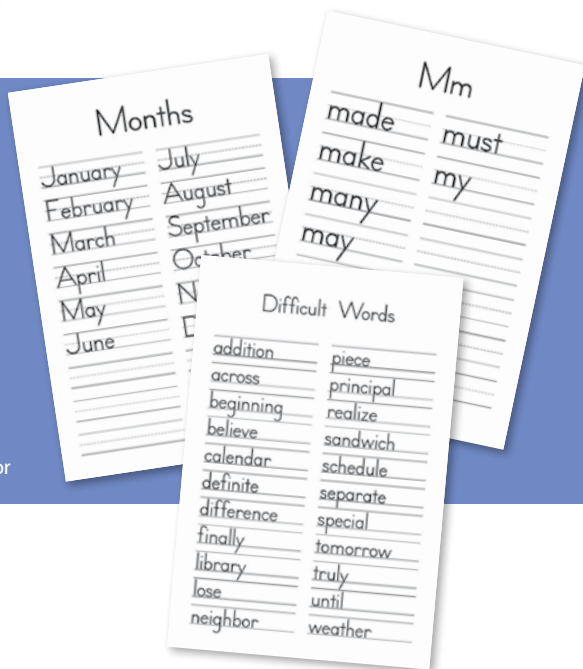 Months
January
February
March
April
May
June
July
August
September
October
Mm
made
make
many
may
must
my
Difficult Words
addition
across
beginning
believe
calendar
definite
difference
finally
library
lose
neighbor
piece
principal
realize
sandwich
schedule
separate
special
tomorrow
truly
until
weather
or